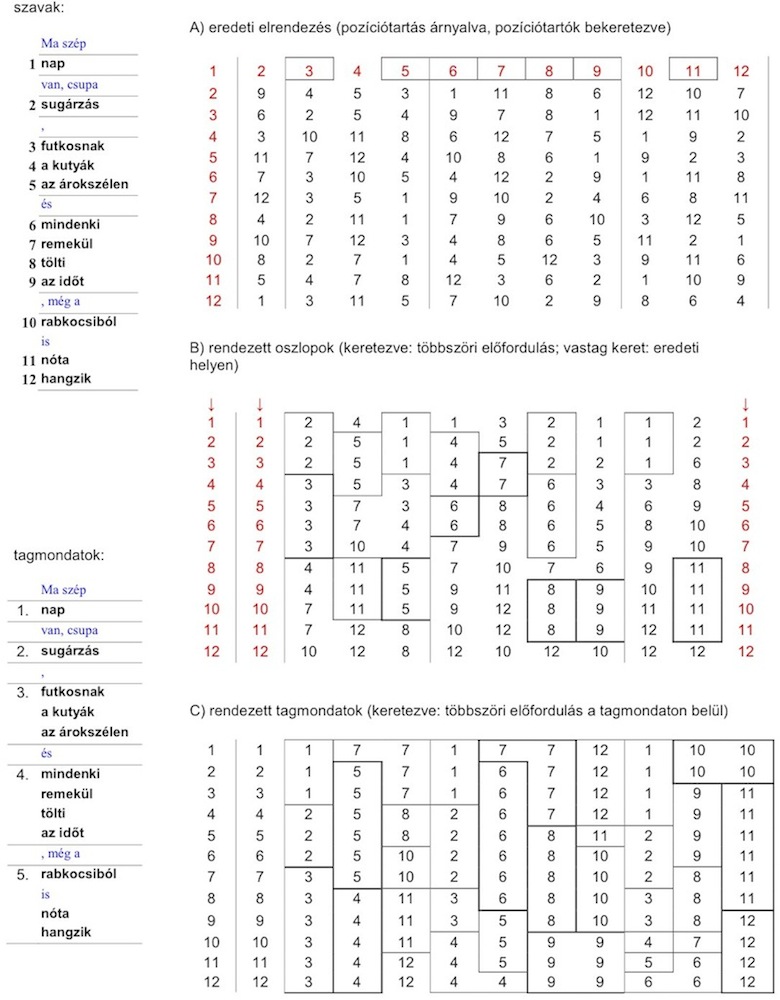 szavak:
Ma szép
1 nap
van, csupa
2 sugárzás
,
3 futkosnak
4 a kutyák
5 az árokszélen
és
6 mindenki
7 remekül
8 tölti
9 az időt
, még a
10 rabkocsiból
is
11 nóta
12 hangzik
tagmondatok:
Ma szép
1. nap
van, csupa
2. sugárzás
,
3. futkosnak
a kutyák
az árokszélen
és
4. mindenki
remekül
tölti
az időt
, még a
5. rabkocsiból
is
nóta
hangzik
A) eredeti elrendezés (pozíciótartás árnyalva, pozíciótartók bekeretezve)
1 2 3 4 5 6 7 8 9 10 11 12
2 9 4 5 3 1 11 8 6 12 10 7
3 6 2 5 4 9 7 8 1 12 11 10
4 3 10 11 8 6 12 7 5 1 9 2
5 11 7 12 4 10 8 6 1 9 2 3
6 7 3 10 5 4 12 2 9 1 11 8
7 12 3 5 1 9 10 2 4 6 8 11
8 4 2 11 1 7 9 6 10 3 12 5
9 10 7 12 3 4 8 6 5 11 2 1
10 8 2 7 1 4 5 12 3 9 11 6
11 5 4 7 8 12 3 6 2 1 10 9
12 1 3 11 5 7 10 2 9 8 6 4
B) rendezett oszlopok (keretezve: többszöri előfordulás; vastag keret: eredeti
helyen)
↓ ↓ ↓
1 1 2 4 1 1 3 2 1 1 2 1
2 2 2 5 1 4 5 2 1 1 2 2
3 3 2 5 1 4 7 2 2 1 6 3
4 4 3 5 3 4 7 6 3 3 8 4
5 5 3 7 3 6 8 6 4 6 9 5
6 6 3 7 4 6 8 6 5 8 10 6
7 7 3 10 4 7 9 6 5 9 10 7
8 8 4 11 5 7 10 7 6 9 11 8
9 9 4 11 5 9 11 8 9 10 11 9
10 10 7 11 5 9 12 8 9 11 11 10
11 11 7 12 8 10 12 8 9 12 11 11
12 12 10 12 8 12 10 12 10 12 12 12
C) rendezett tagmondatok (keretezve: többszöri előfordulás a tagmondaton belül)
1 1 1 7 7 1 7 7 12 1 10 10
2 2 1 5 7 1 6 7 12 1 10 10
3 3 1 5 7 1 6 7 12 1 9 11
4 4 2 5 8 2 6 7 12 1 9 11
5 5 2 5 8 2 6 8 11 2 9 11
6 6 2 5 10 2 6 8 10 2 9 11
7 7 3 5 10 2 6 8 10 2 8 11
8 8 3 4 11 3 6 8 10 3 8 11
9 9 3 4 11 3 5 8 10 3 8 12
10 10 3 4 11 4 5 9 9 4 7 12
11 11 3 4 12 4 5 9 9 5 6 12
12 12 3 4 12 4 4 9 9 6 6 12